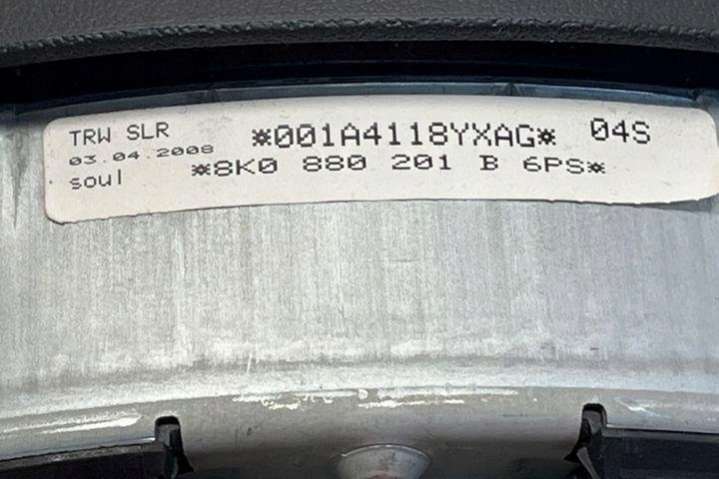 TRW SLR *001A4118YXAG* 04S
03.04.2008 *8K0 880 201 B 6PS*
soul